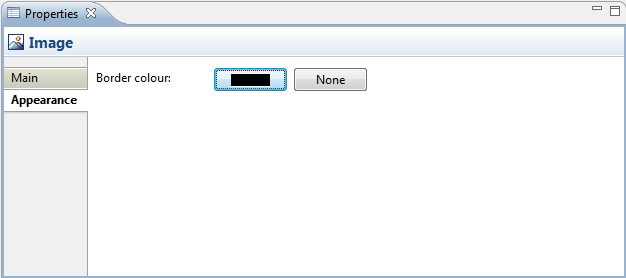 Properties
Image
Main
Appearance
Border colour:
None